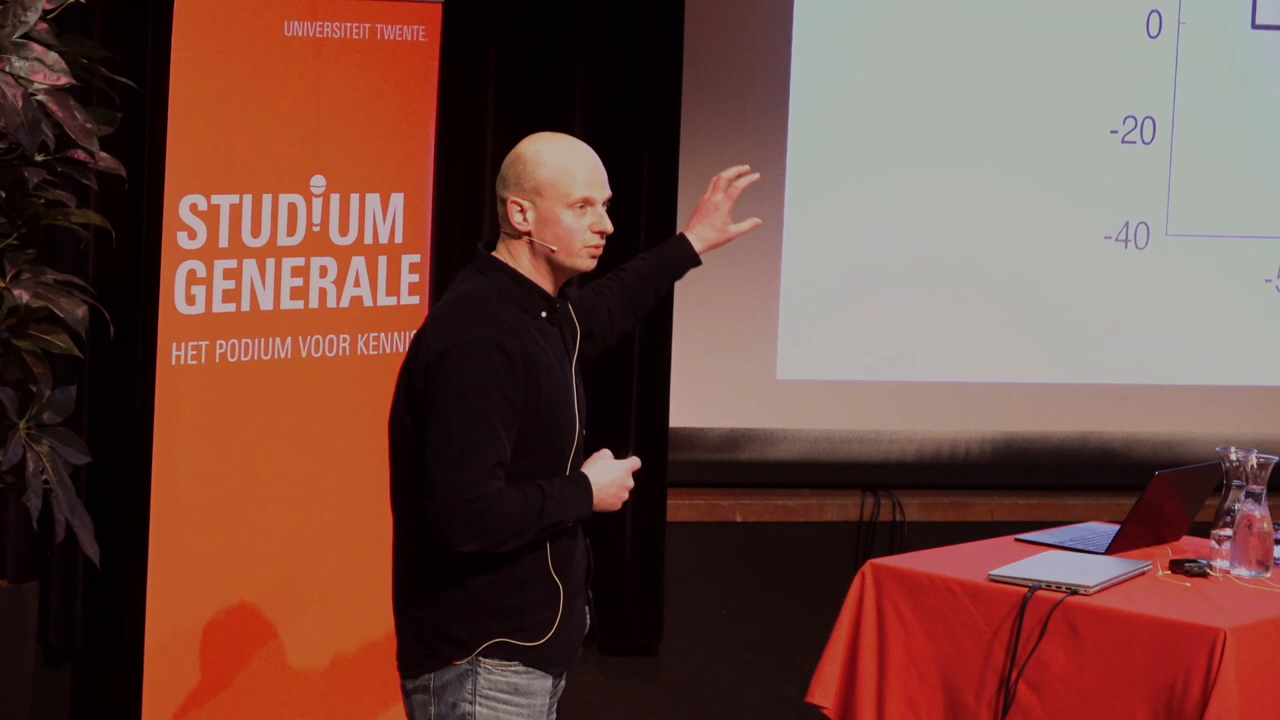 UNIVERSITEIT TWENTE.
STUDIUM
GENERALE
HET PODIUM VOOR KENNIS
0
-20
-40